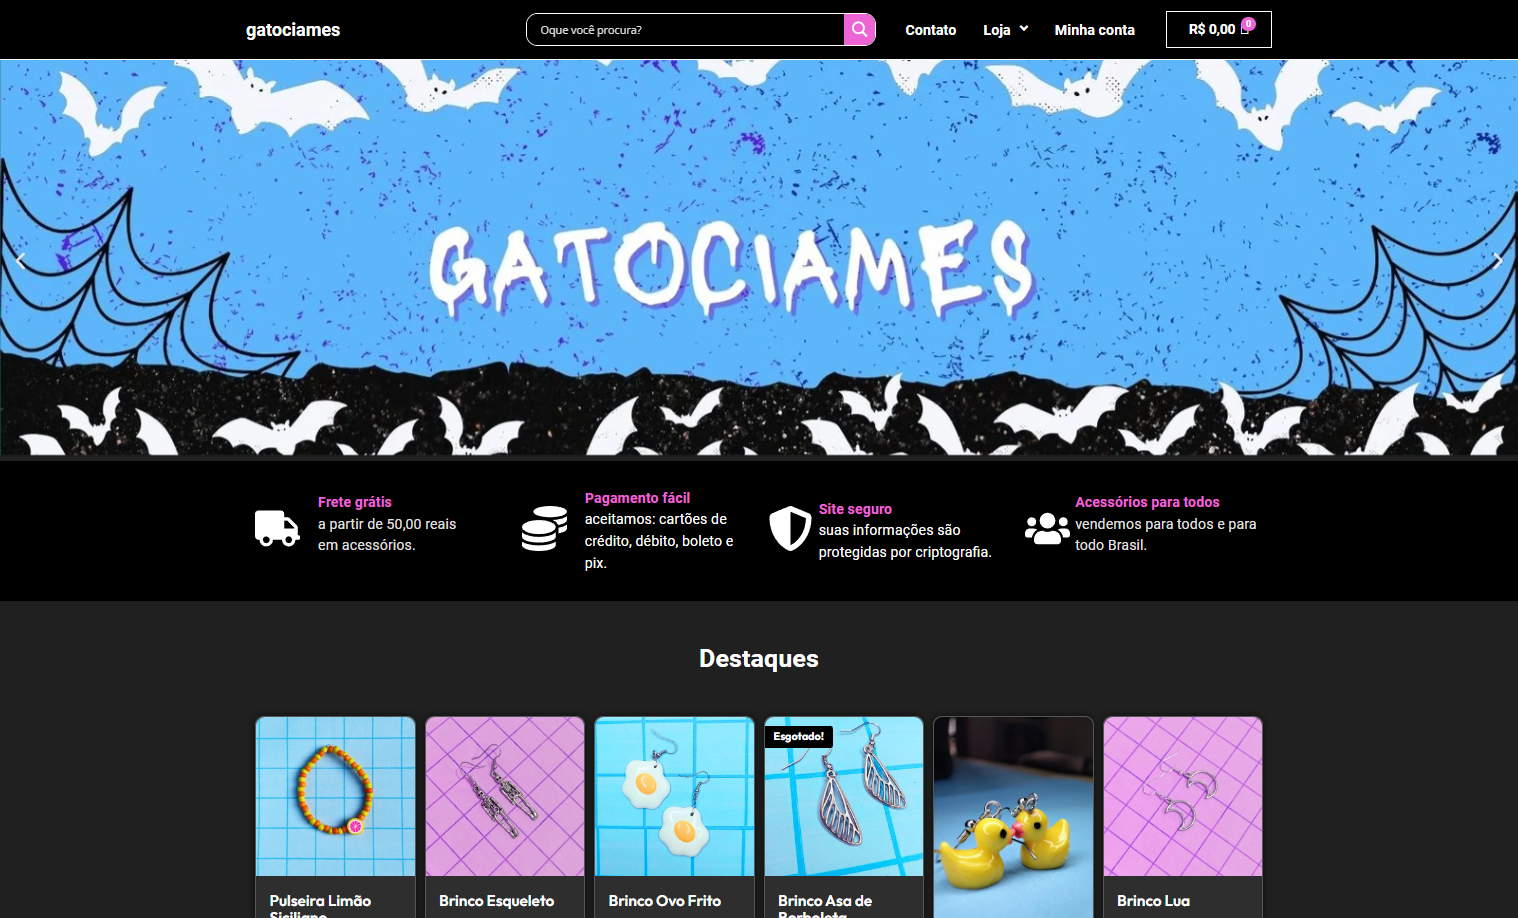 gatociames
Oque você procura?
Contato
Loja
Minha conta
R$ 0,00
0
GATOCIAMES
Frete grátis
a partir de 50,00 reais
em acessórios.
Pagamento fácil
aceitamos: cartões de
crédito, débito, boleto e
pix.
Site seguro
suas informações são
protegidas por criptografia.
Acessórios para todos
vendemos para todos e para
todo Brasil.
Destaques
Esgotado!
Pulseira Limão
Siciliano
Brinco Esqueleto
Brinco Ovo Frito
Brinco Asa de
Borboleta
Brinco Lua